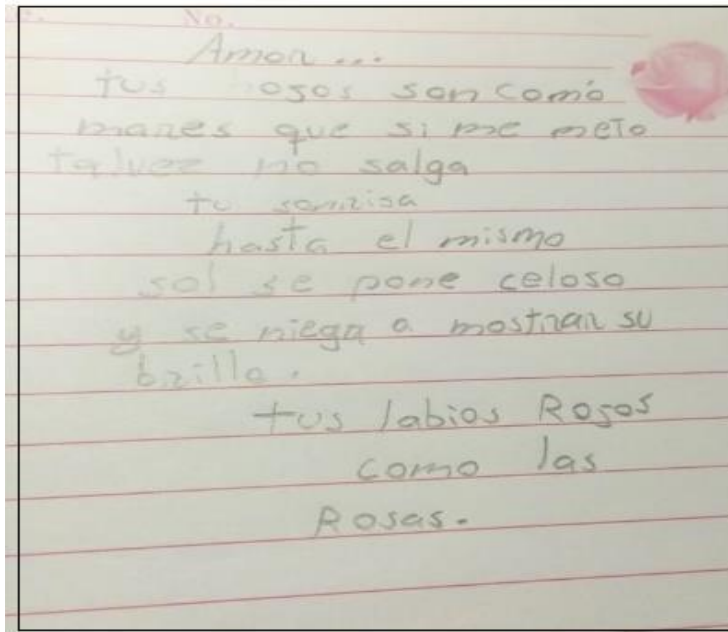 No.
Amor...
tus ojos son como
mares que si me meto
talvez no salga
tu sonrisa
hasta el mismo
sol se pone celoso
y se niega a mostrar su
brillo.
tus labios Rojos
como las
Rosas.